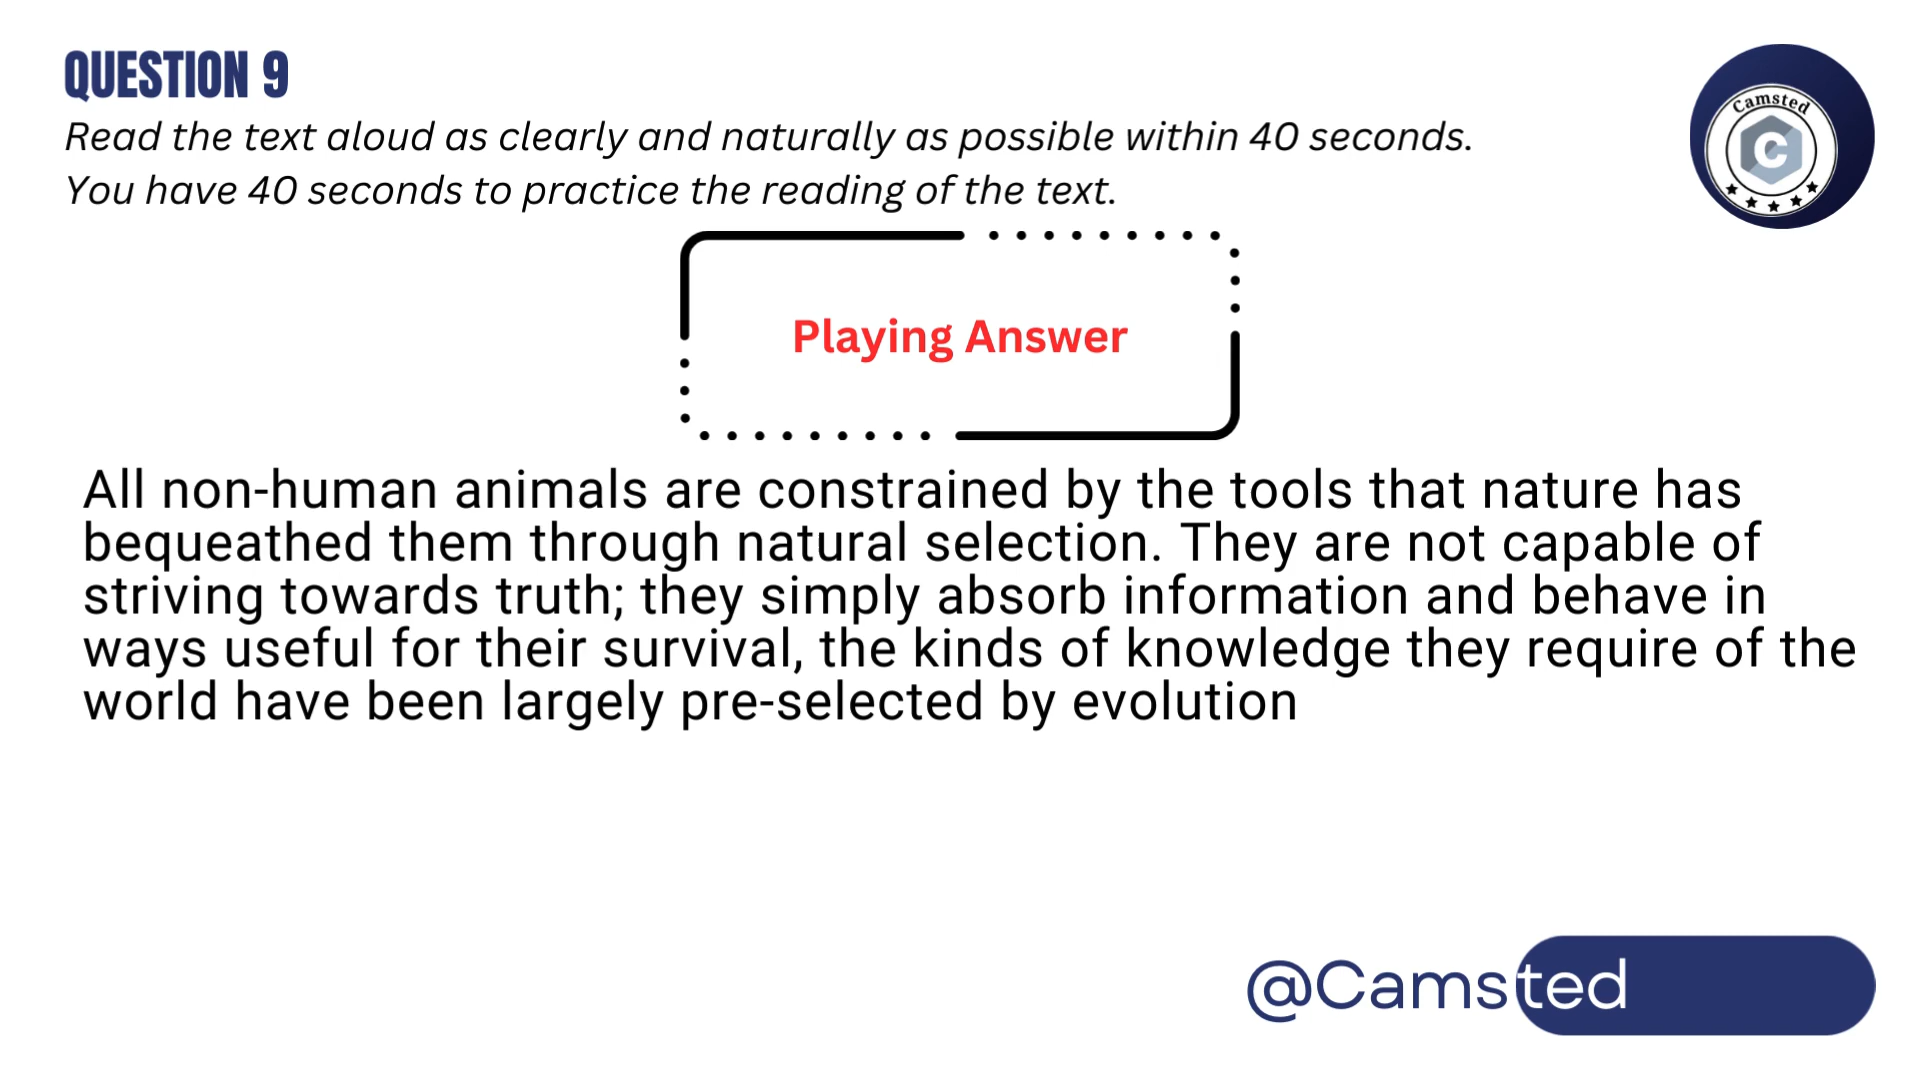 QUESTION 9
Read the text aloud as clearly and naturally as possible within 40 seconds.
You have 40 seconds to practice the reading of the text.
Camsted
C
Playing Answer
All non-human animals are constrained by the tools that nature has
bequeathed them through natural selection. They are not capable of
striving towards truth; they simply absorb information and behave in
ways useful for their survival, the kinds of knowledge they require of the
world have been largely pre-selected by evolution
@Camsted